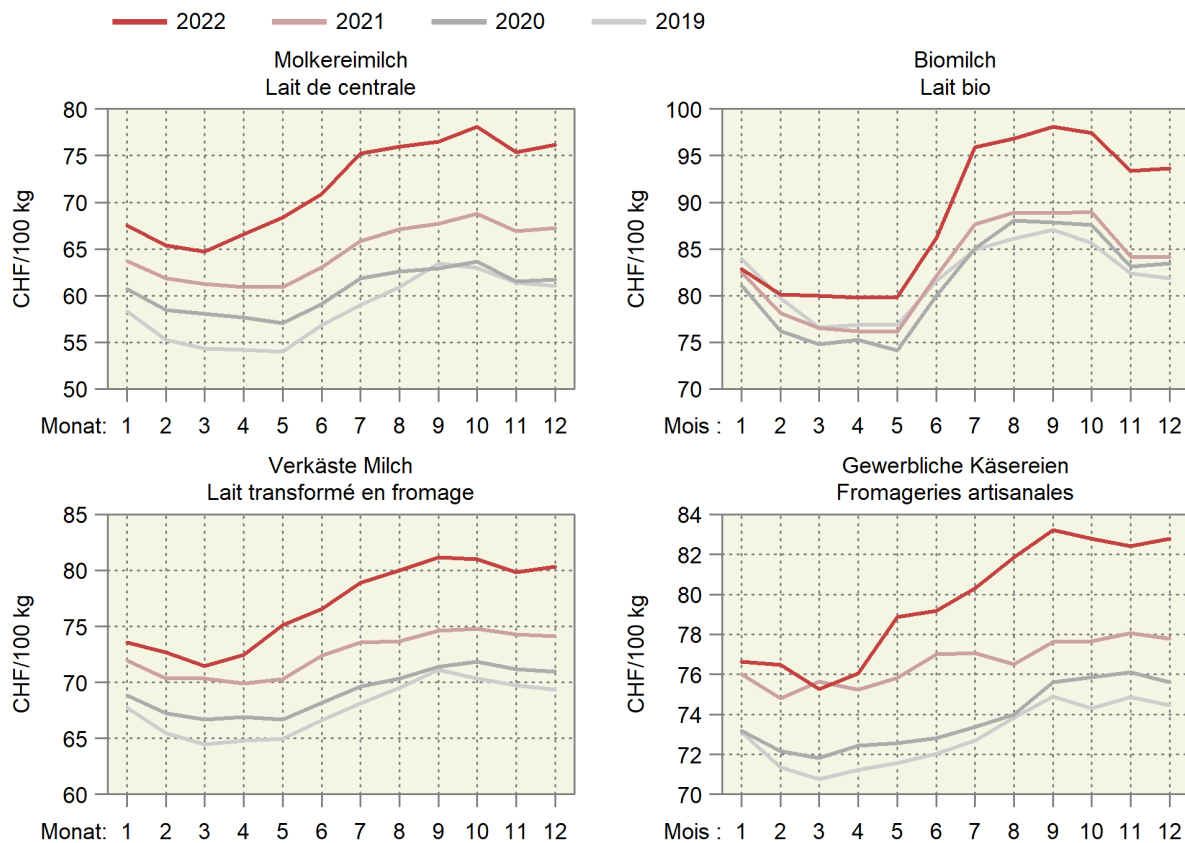 2022 2021 2020 2019
Molkereimilch
Lait de centrale
CHF/100 kg
80
75
70
65
60
55
50
Monat: 1 2 3 4 5 6 7 8 9 10 11 12
Biomilch
Lait bio
CHF/100 kg
100
95
90
85
80
75
70
Mois : 1 2 3 4 5 6 7 8 9 10 11 12
Verkäste Milch
Lait transformé en fromage
CHF/100 kg
85
80
75
70
65
60
Monat: 1 2 3 4 5 6 7 8 9 10 11 12
Gewerbliche Käsereien
Fromageries artisanales
CHF/100 kg
84
82
80
78
76
74
72
70
Mois : 1 2 3 4 5 6 7 8 9 10 11 12